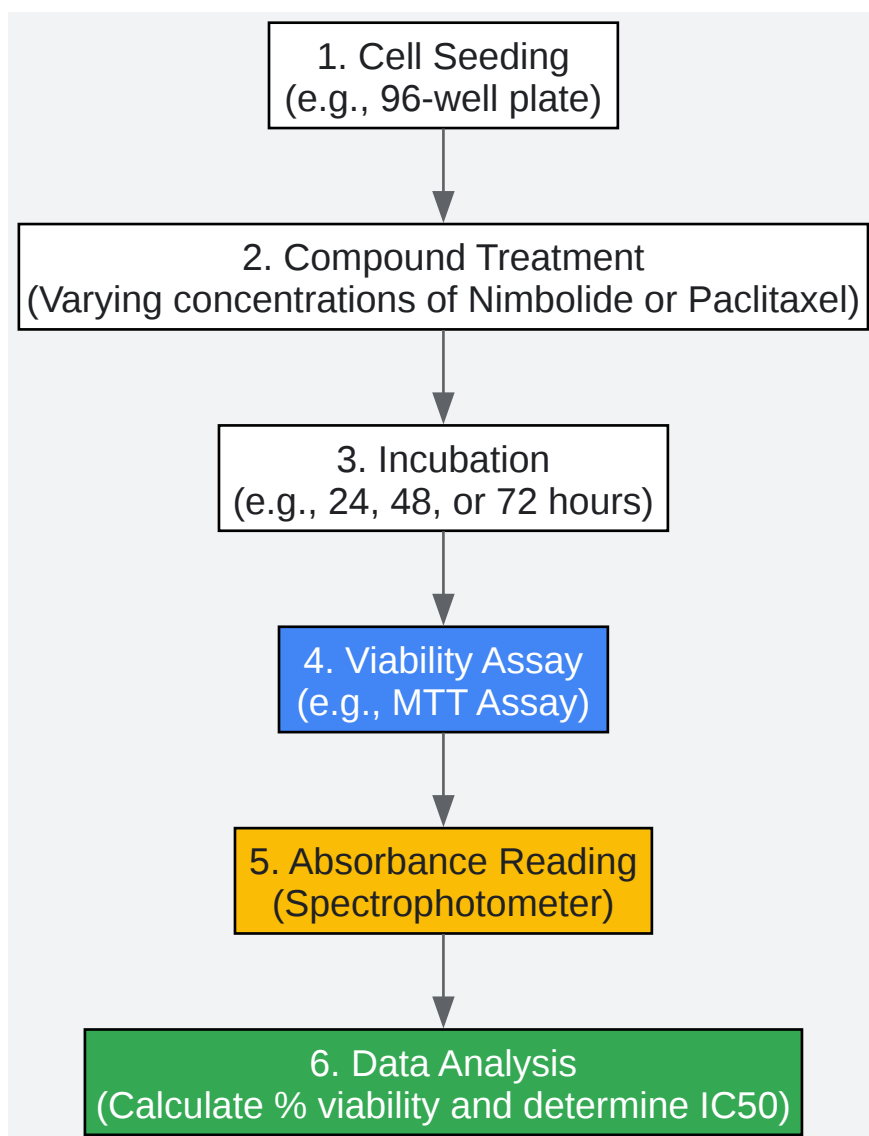 1. Cell Seeding
(e.g., 96-well plate)
2. Compound Treatment
(Varying concentrations of Nimbolide or Paclitaxel)
3. Incubation
(e.g., 24, 48, or 72 hours)
4. Viability Assay
(e.g., MTT Assay)
5. Absorbance Reading
(Spectrophotometer)
6. Data Analysis
(Calculate % viability and determine IC50)